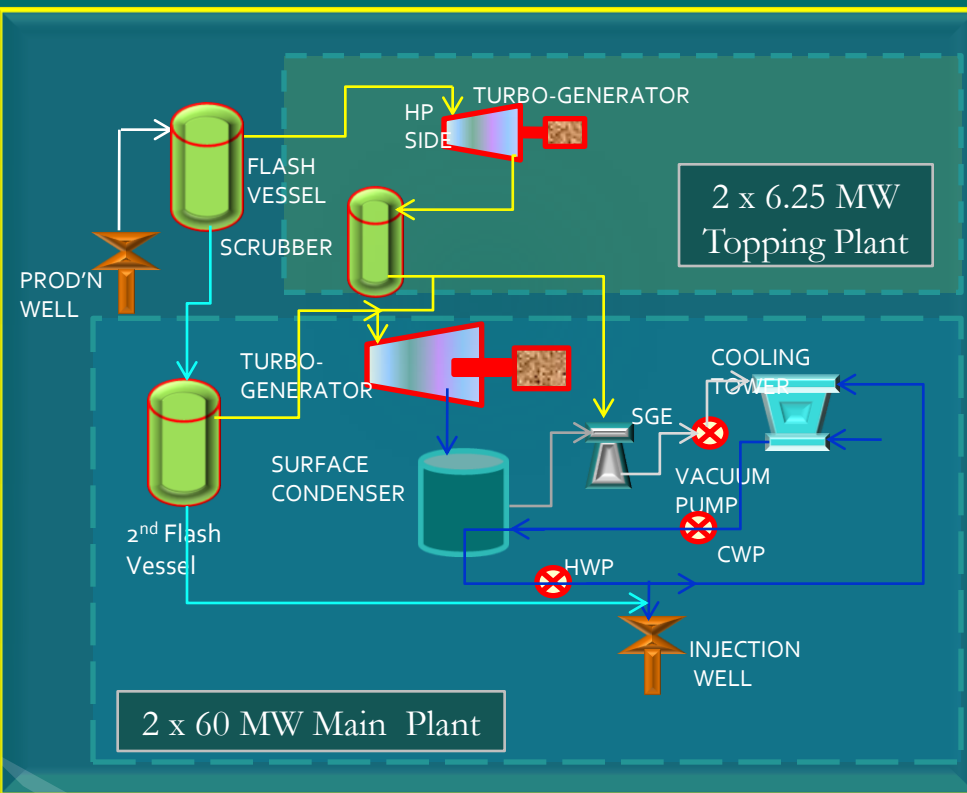 TURBO-GENERATOR
HP
SIDE
FLASH
VESSEL
2 x 6.25 MW
Topping Plant
SCRUBBER
PROD'N
WELL
TURBO-
GENERATOR
COOLING
TOWER
SGE
SURFACE
CONDENSER
VACUUM
PUMP
2nd Flash
Vessel
CWP
HWP
INJECTION
WELL
2 x 60 MW Main Plant